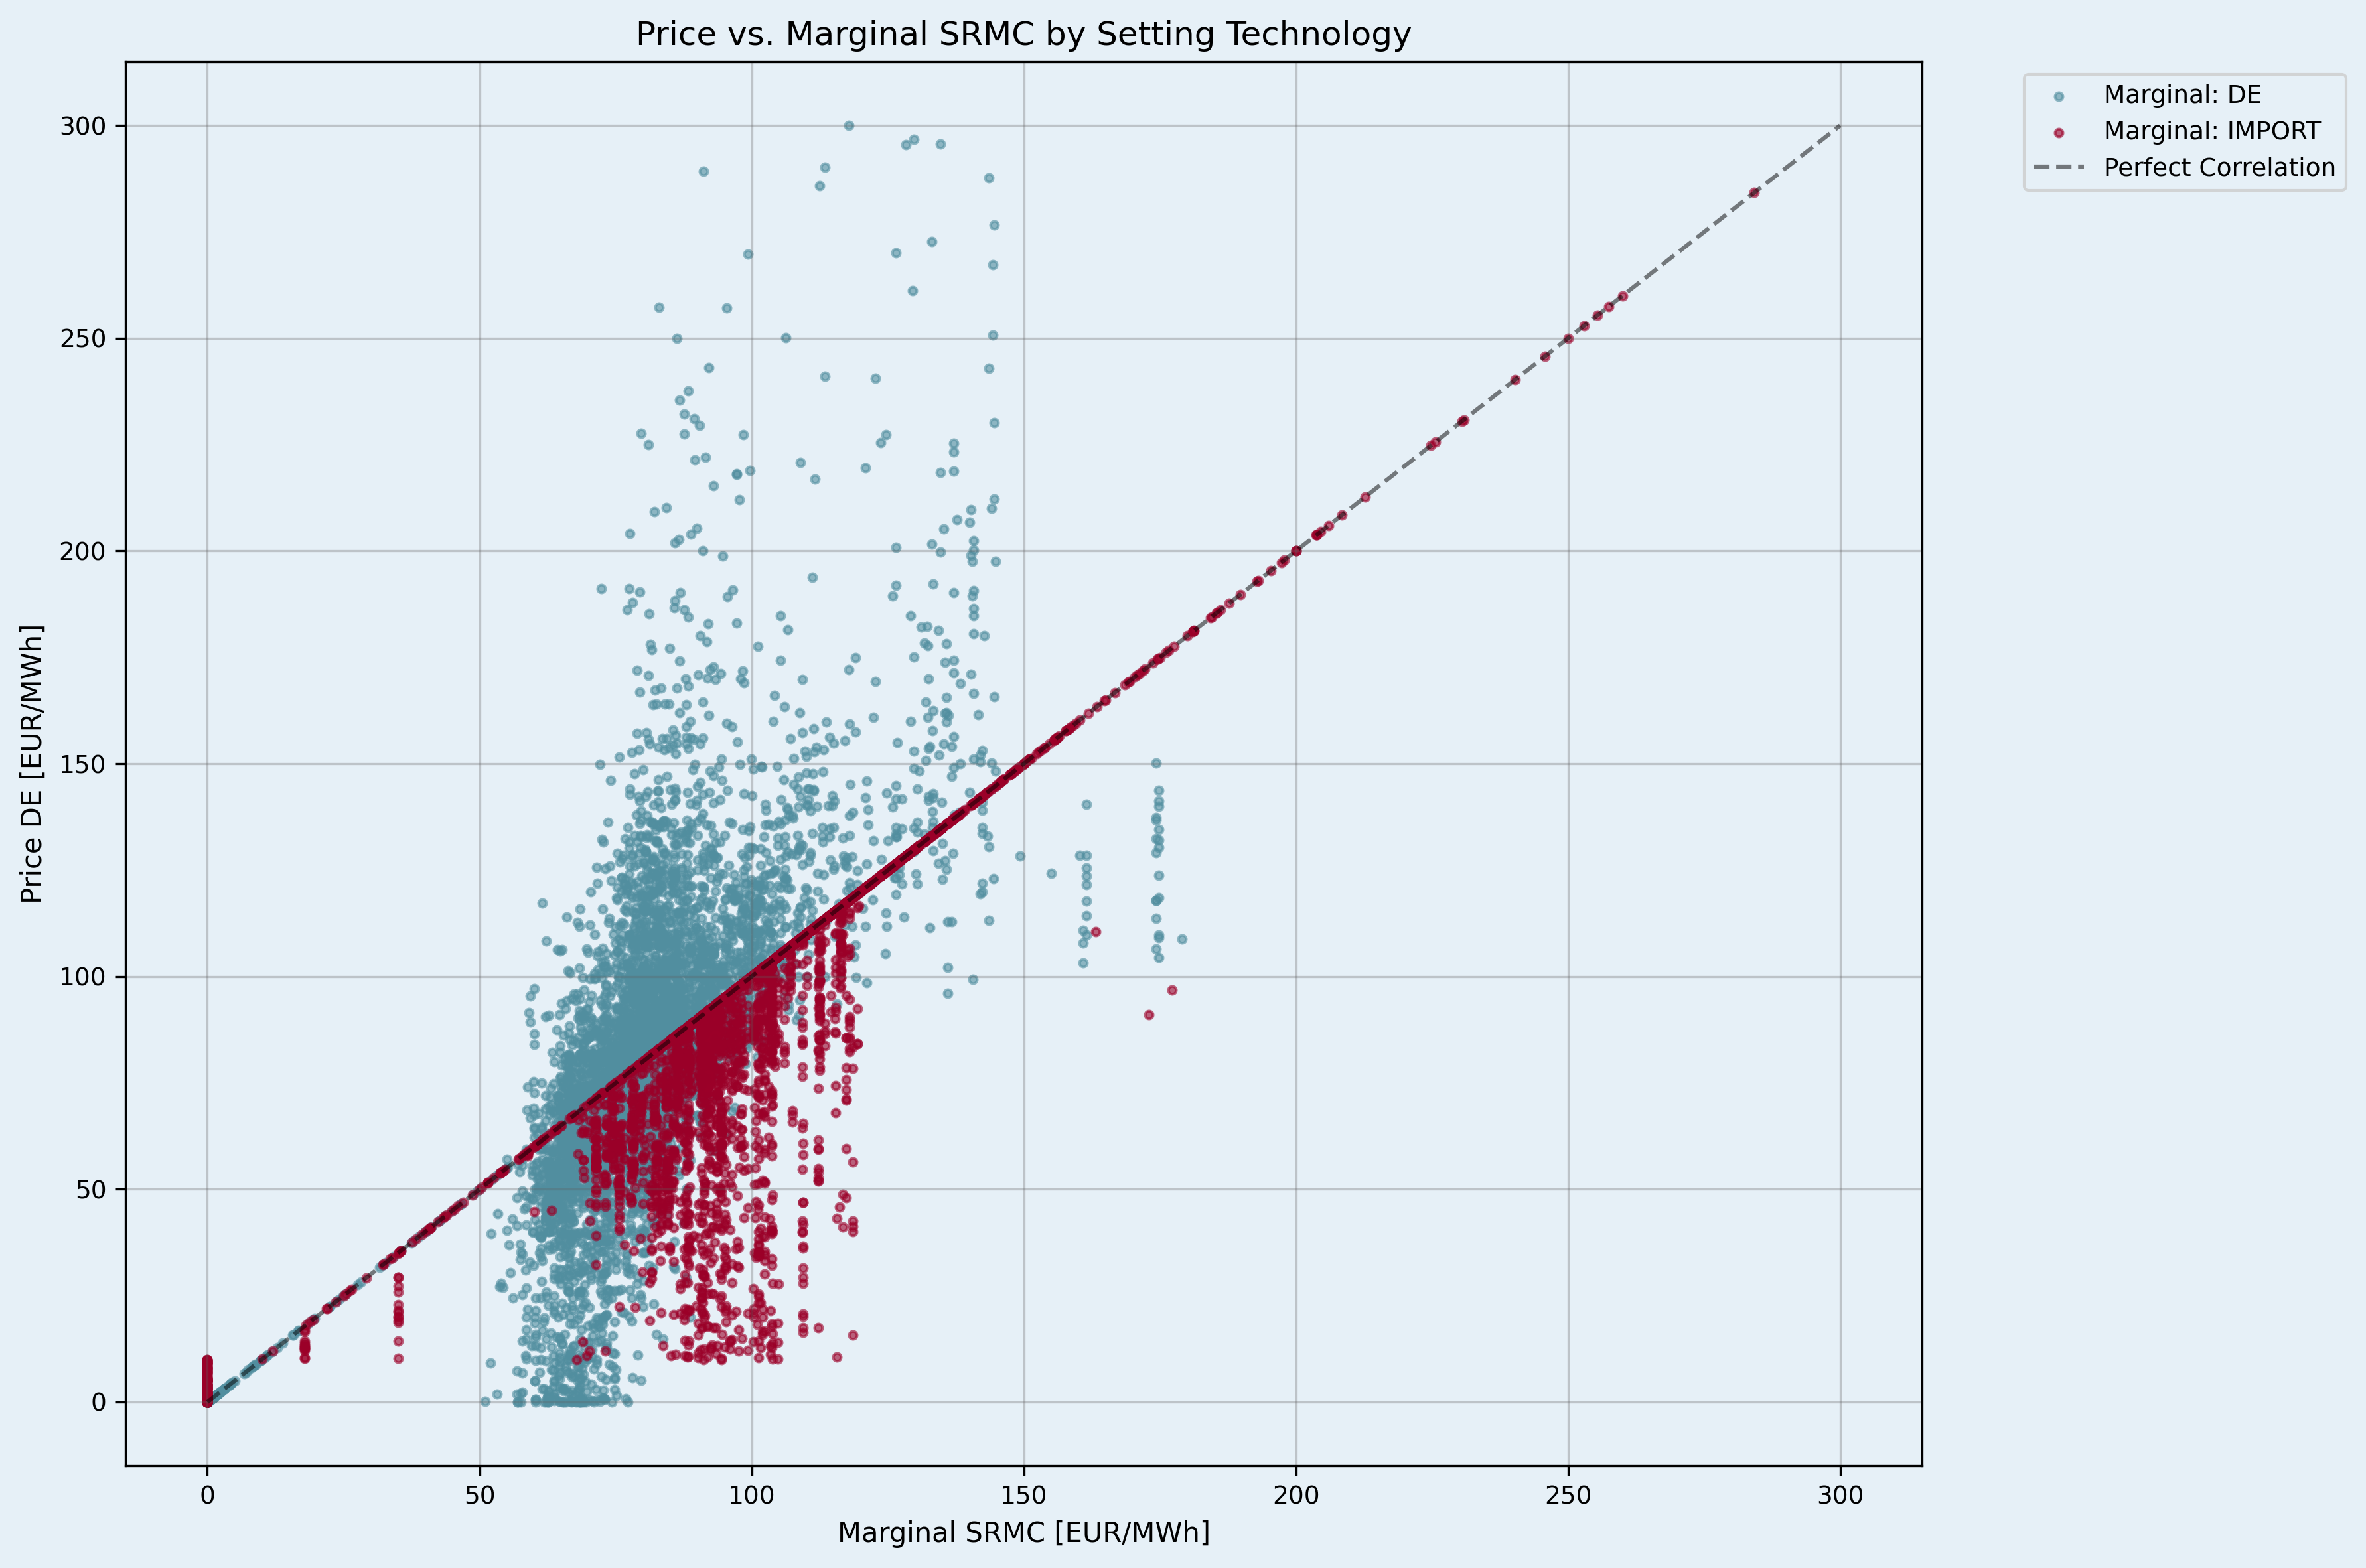 Price vs. Marginal SRMC by Setting Technology
Marginal: DE
Marginal: IMPORT
Perfect Correlation
Price DE [EUR/MWh]
300
250
200
150
100
50
0
0 50 100 150 200 250 300
Marginal SRMC [EUR/MWh]